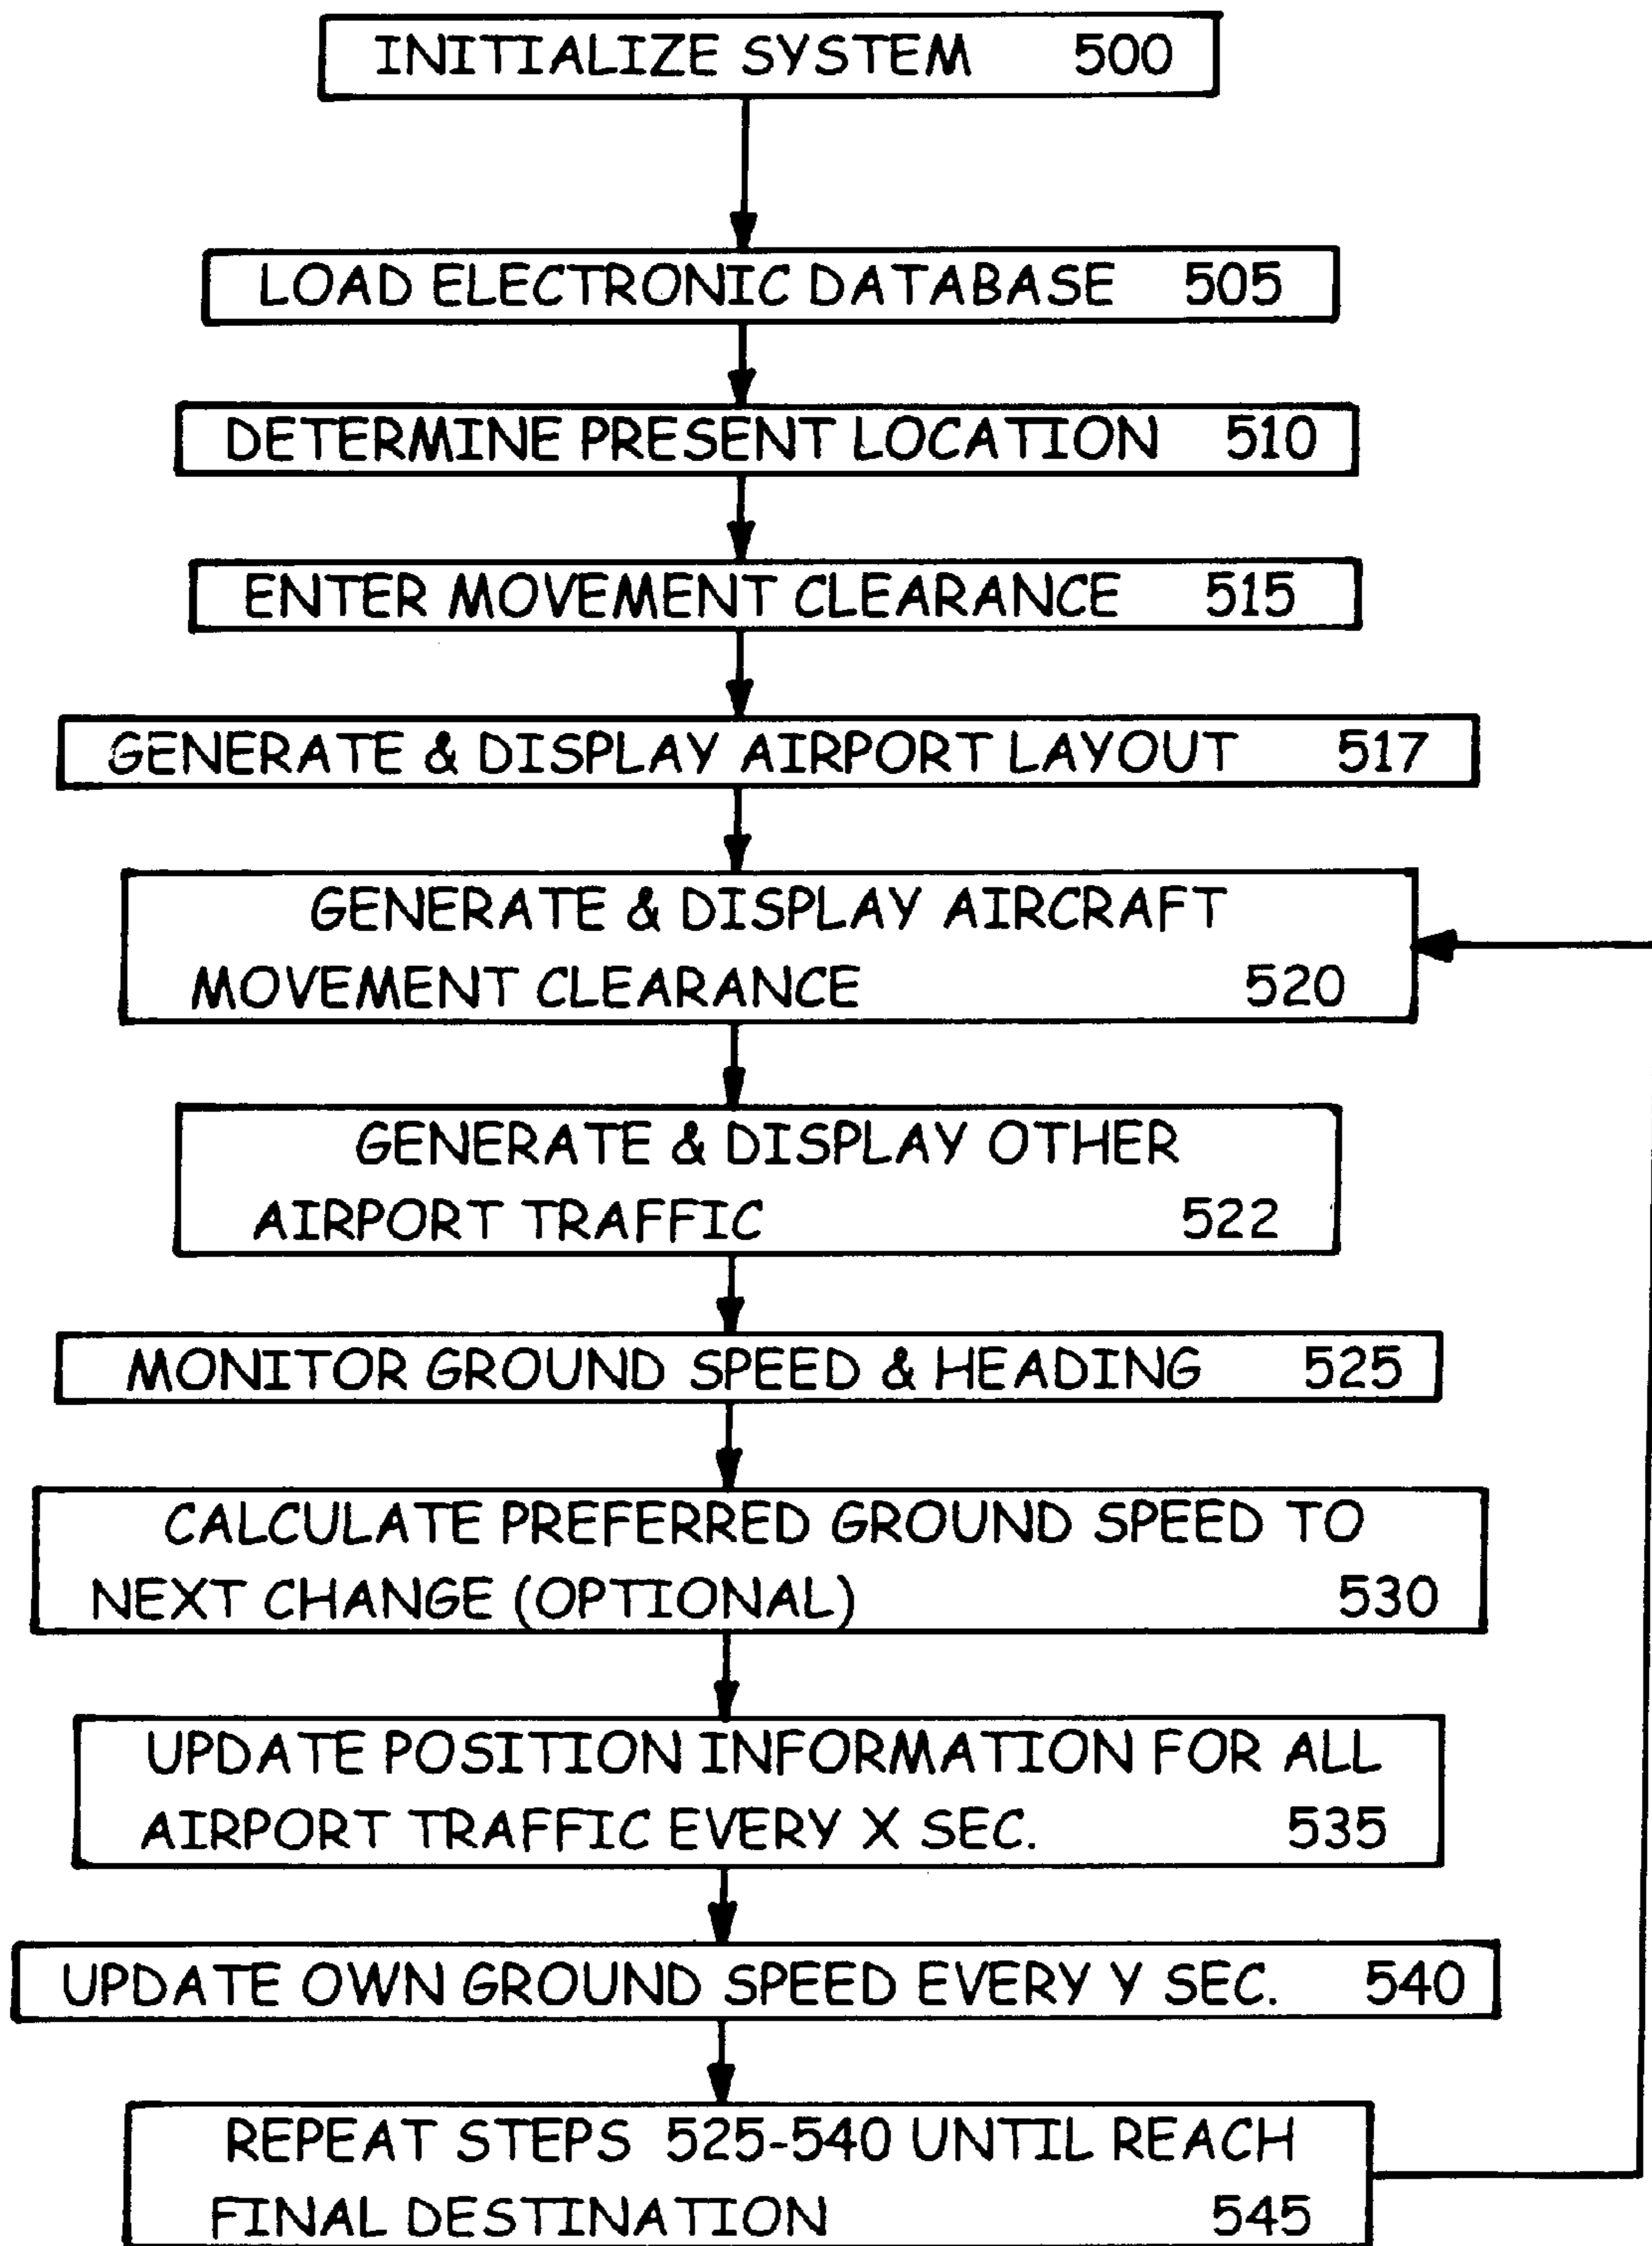 INITIALIZE SYSTEM 500
LOAD ELECTRONIC DATABASE 505
DETERMINE PRESENT LOCATION 510
ENTER MOVEMENT CLEARANCE 515
GENERATE & DISPLAY AIRPORT LAYOUT 517
GENERATE & DISPLAY AIRCRAFT
MOVEMENT CLEARANCE 520
GENERATE & DISPLAY OTHER
AIRPORT TRAFFIC 522
MONITOR GROUND SPEED & HEADING 525
CALCULATE PREFERRED GROUND SPEED TO
NEXT CHANGE (OPTIONAL) 530
UPDATE POSITION INFORMATION FOR ALL
AIRPORT TRAFFIC EVERY X SEC. 535
UPDATE OWN GROUND SPEED EVERY Y SEC. 540
REPEAT STEPS 525-540 UNTIL REACH
FINAL DESTINATION 545